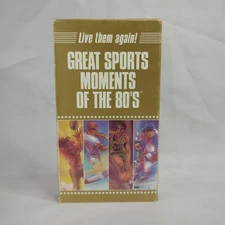 Live them again!
GREAT SPORTS
MOMENTS
OF THE 80'S